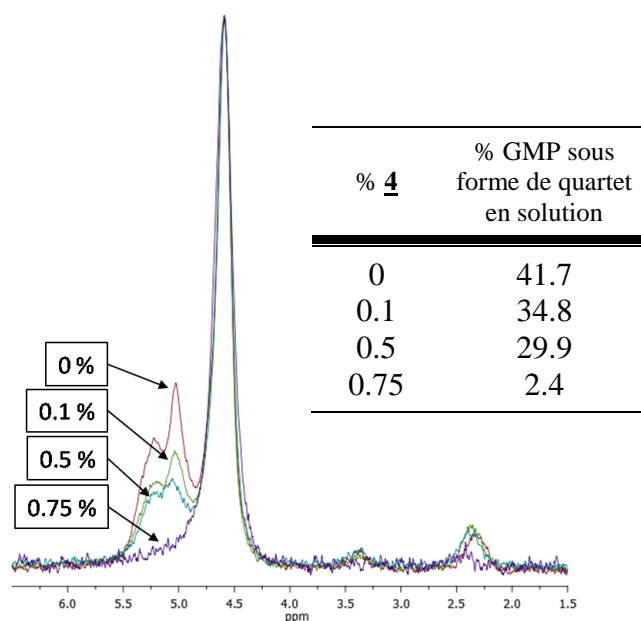 % 4
% GMP sous
forme de quartet
en solution
0 41.7
0.1 34.8
0.5 29.9
0.75 2.4
0 %
0.1 %
0.5 %
0.75 %
6.0 5.5 5.0 4.5 4.0 3.5 3.0 2.5 2.0 1.5
ppm